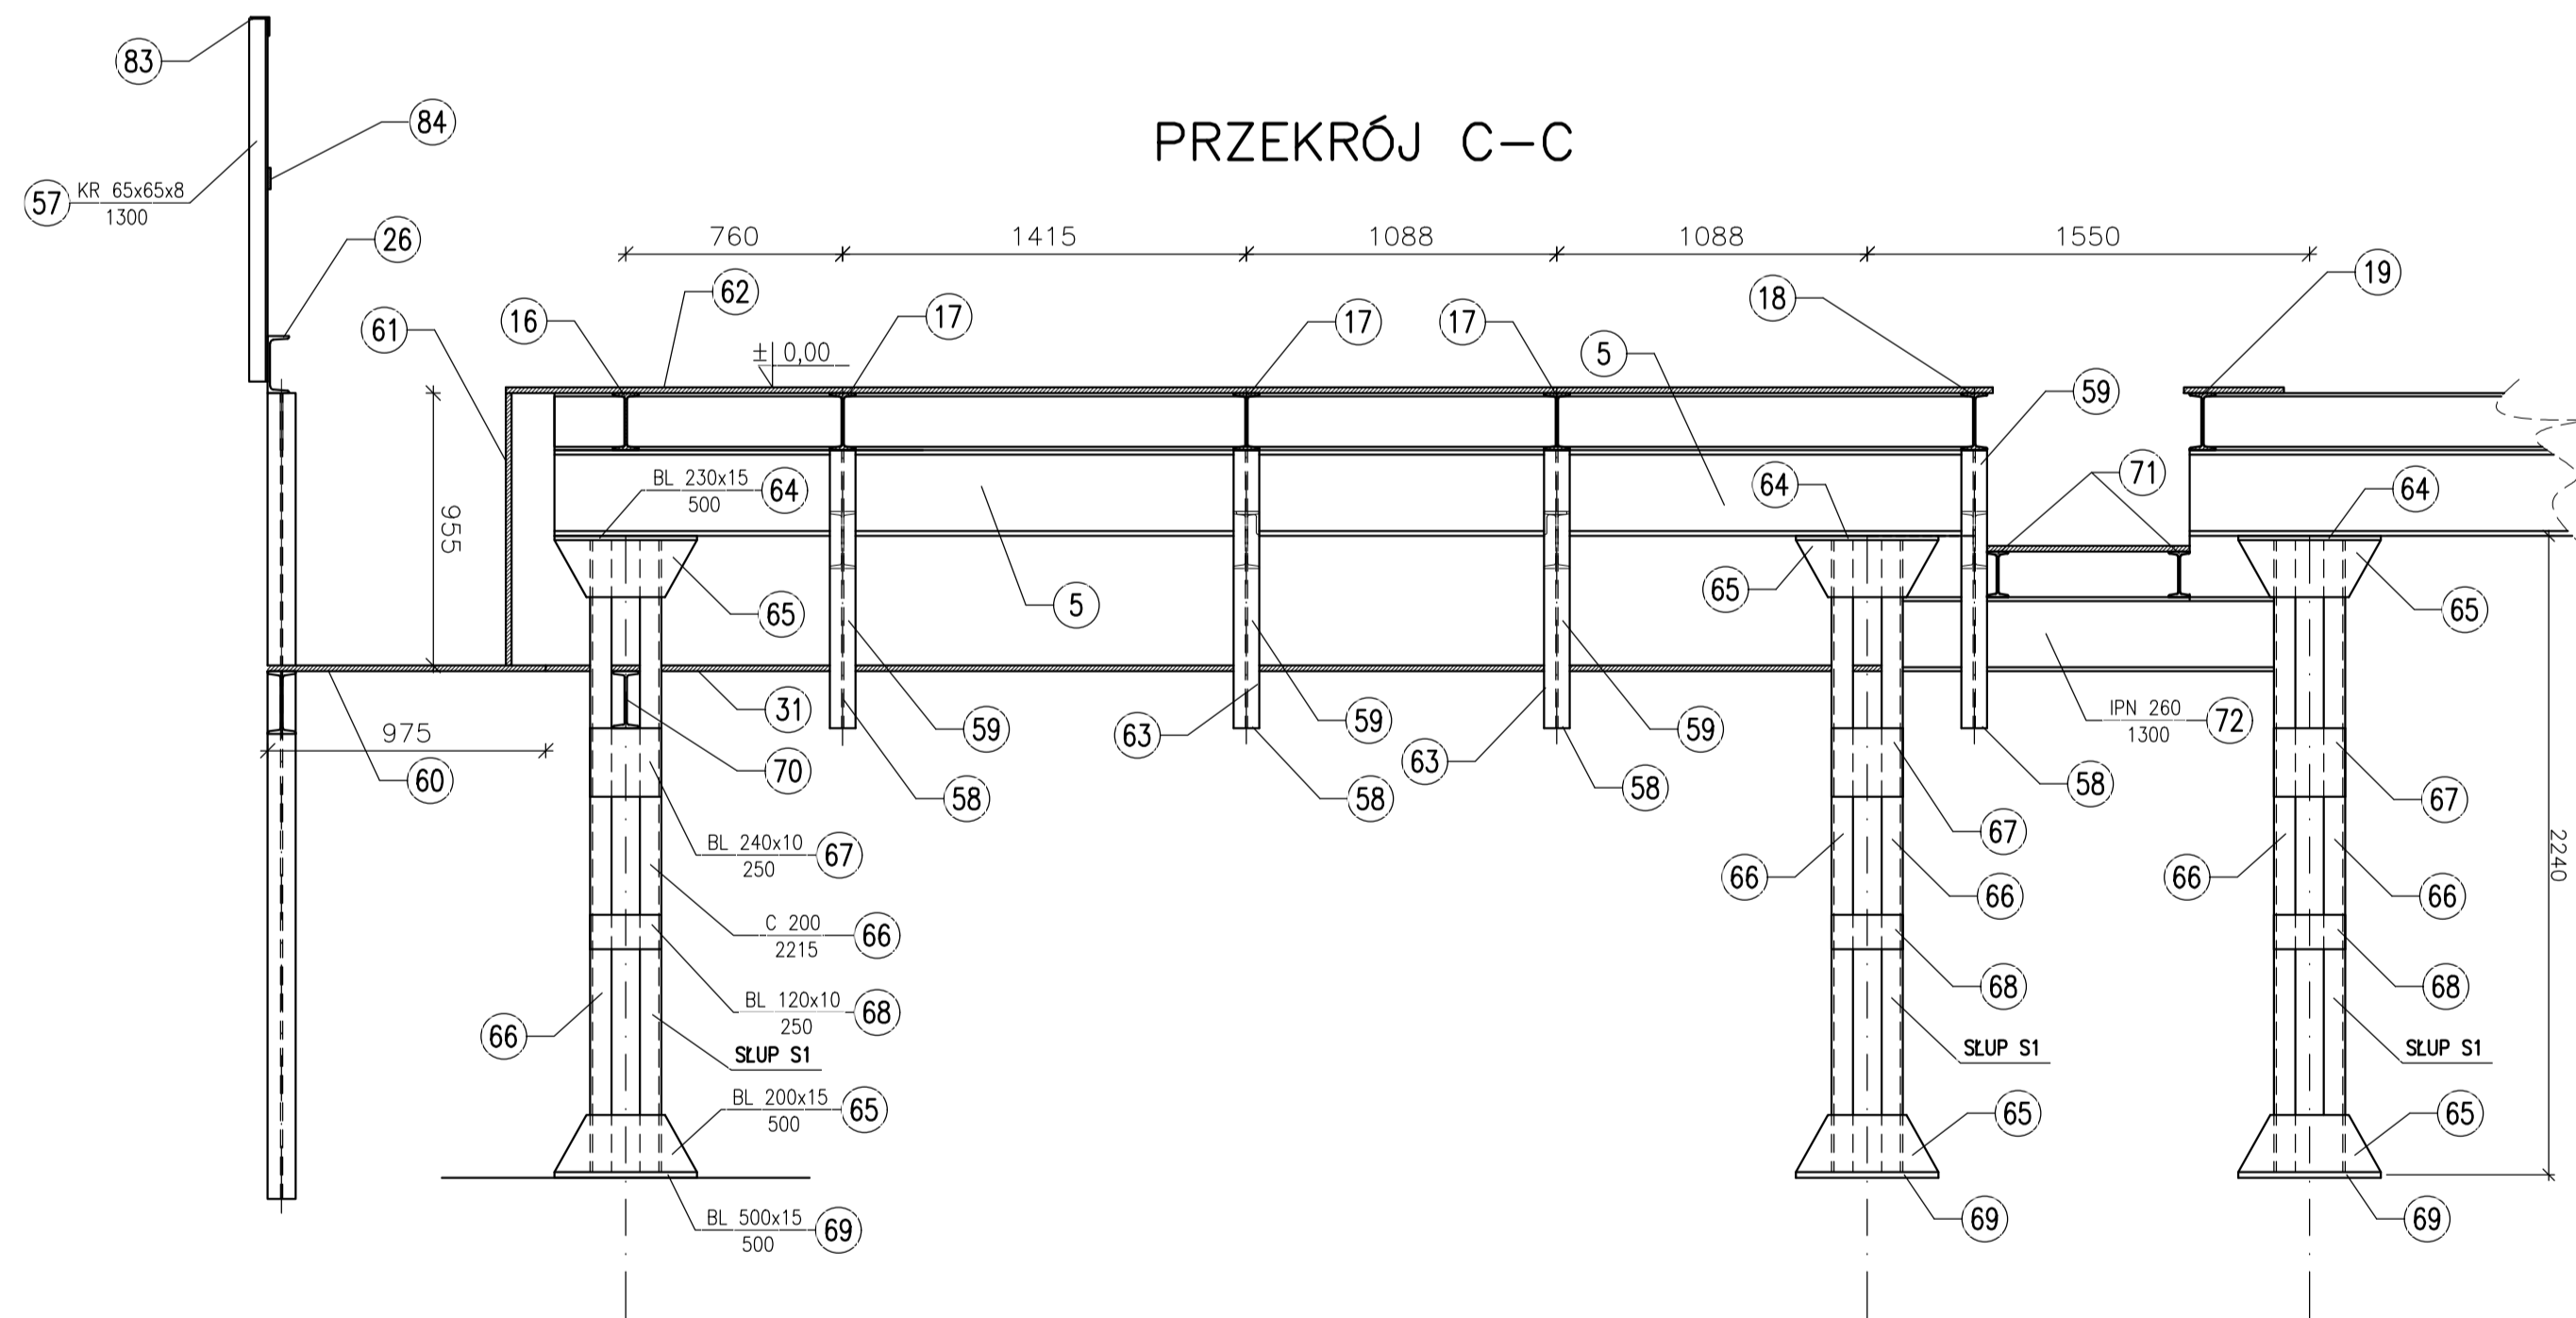 83
84
PRZEKRÓJ C–C
57 KR 65x65x8
1300
26
760 1415 1088 1088 1550
19
62 18
16 17 17 17
61
± 0,00
5
59
BL 230x15 64
500
64 71 64
955
65 65 65
5
31 59 63 59 63 59
IPN 260 72
1300
975
60 70 58 58 58 58
67
BL 240x10 67
250
67
2240
66 66
C 200 66
2215
66 66
BL 120x10 68
250
68 68
66
SŁUP S1 SŁUP S1 SŁUP S1
BL 200x15 65
500
65 65
BL 500x15 69
500
69 69